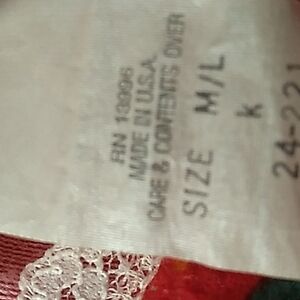 RN 13996
MADE IN U.S.A.
CARE & CONTENTS OVER
SIZE M/L
K
24-221